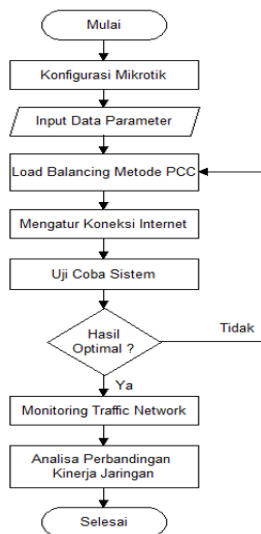 Mulai
Konfigurasi Mikrotik
Input Data Parameter
Load Balancing Metode PCC
Mengatur Koneksi Internet
Uji Coba Sistem
Hasil
Optimal ?
Tidak
Ya
Monitoring Traffic Network
Analisa Perbandingan
Kinerja Jaringan
Selesai